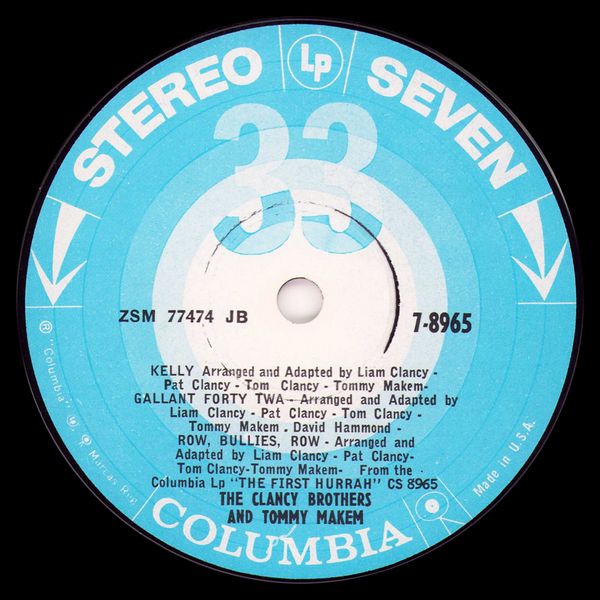 STEREO Lp SEVEN
33
ZSM 77474 JB
7-8965
KELLY Arranged and Adapted by Liam Clancy -
Pat Clancy - Tom Clancy - Tommy Makem-
GALLANT FORTY TWA - Arranged and Adapted by
Liam Clancy - Pat Clancy - Tom Clancy -
Tommy Makem - David Hammond -
ROW, BULLIES, ROW - Arranged and
Adapted by Liam Clancy - Pat Clancy-
Tom Clancy-Tommy Makem- From the
Columbia Lp "THE FIRST HURRAH" CS 8965
THE CLANCY BROTHERS
AND TOMMY MAKEM
COLUMBIA
® "Columbia" Marcas Reg.
Made in U.S.A.